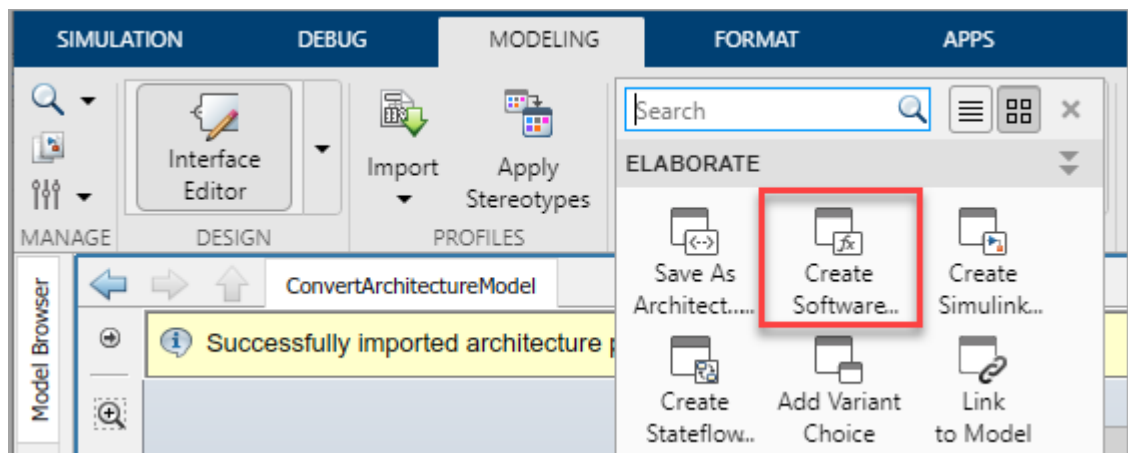 SIMULATION DEBUG MODELING FORMAT APPS
Search
Interface
Editor
Import
Apply
Stereotypes
ELABORATE
MANAGE DESIGN PROFILES
Save As
Architect.....
Create
Software...
Create
Simulink...
Model Browser
ConvertArchitectureModel
Successfully imported architecture
Create
Stateflow..
Add Variant
Choice
Link
to Model